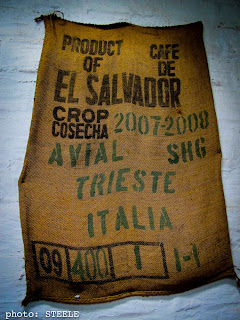 PRODUCT CAFE
OF DE
EL SALVADOR
CROP
COSECHA 2007-2008
AVIAL SHG
TRIESTE
ITALIA
09 400 1 1-1
photo: STEELE